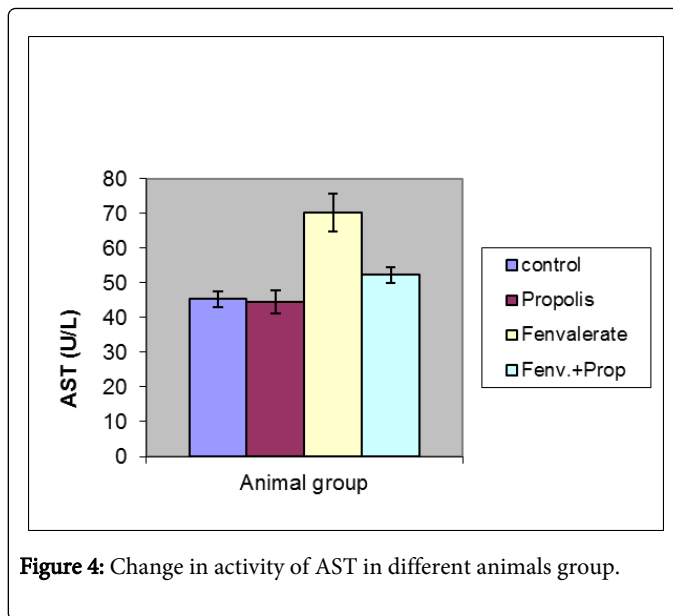 80
70
60
50
40
30
20
10
0
AST (U/L)
Animal group
control
Propolis
Fenvalerate
Fenv.+Prop
Figure 4: Change in activity of AST in different animals group.